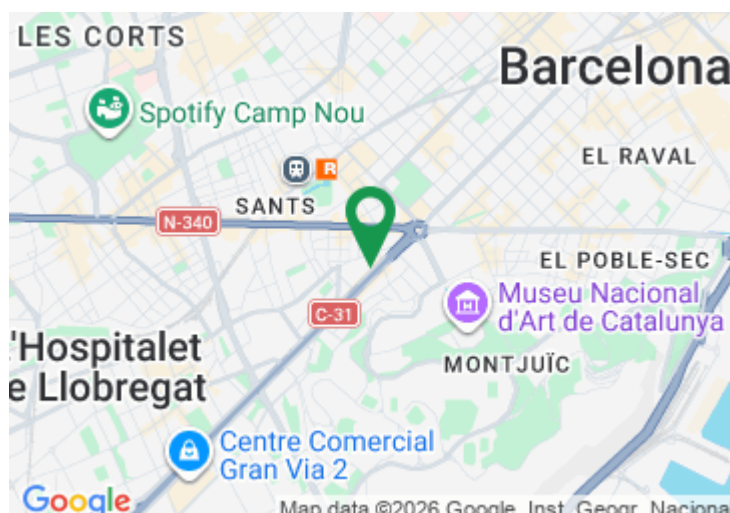 LES CORTS
Barcelona
Spotify Camp Nou
EL RAVAL
R
SANTS
N-340
EL POBLE-SEC
Museu Nacional
d'Art de Catalunya
C-31
'Hospitalet
e Llobregat
MONTJUÏC
Centre Comercial
Gran Via 2
Google
Map data ©2026 Google, Inst. Geogr. Naciona